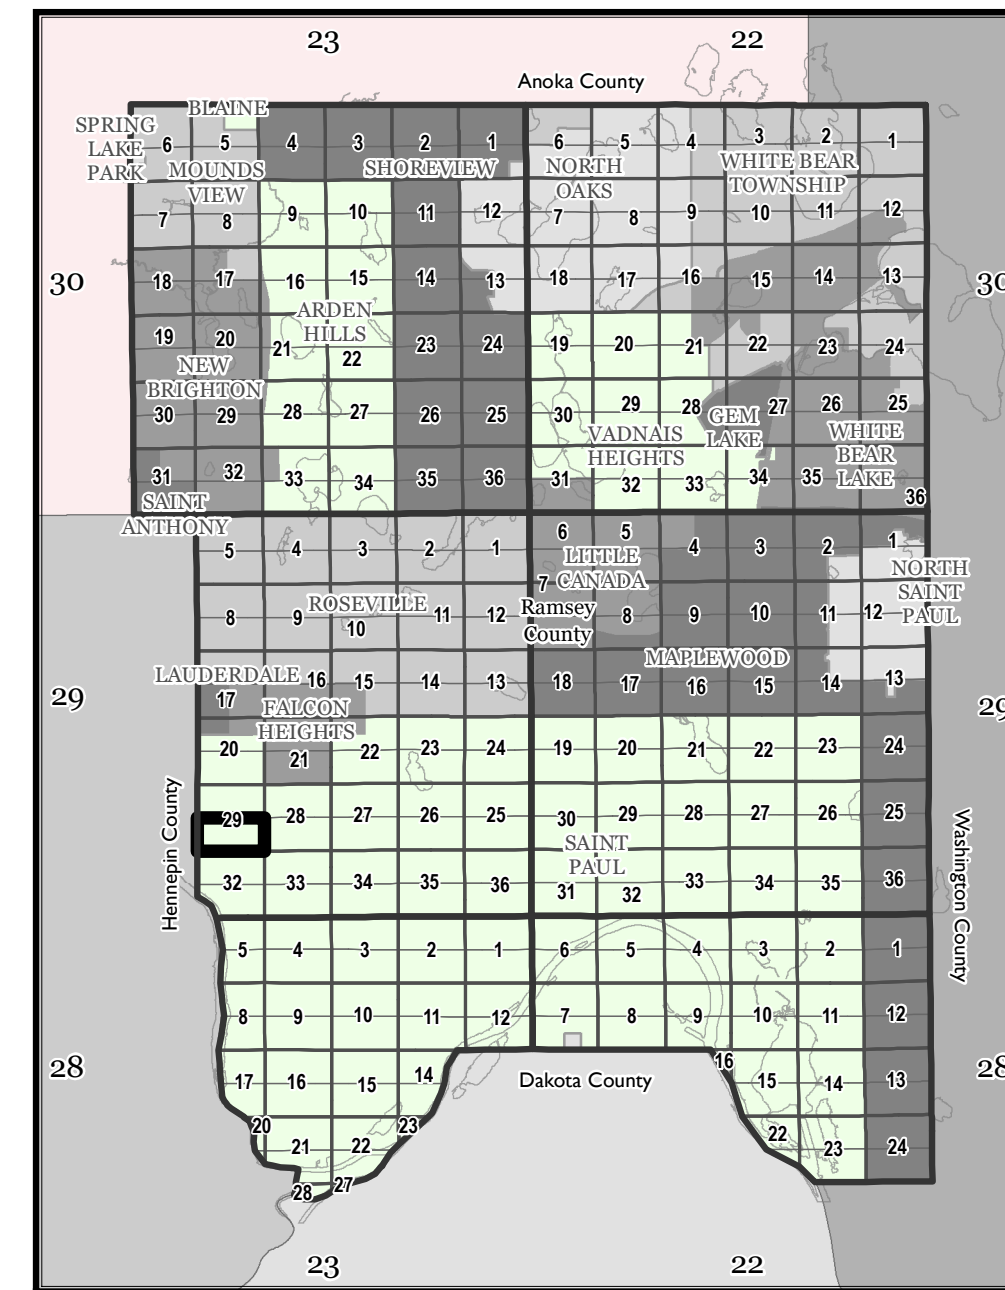 23 22
Anoka County
BLAINE
SPRING
LAKE
PARK
6 5 4 3 2 1 6 5 4 3 2 1
MOUNDS
VIEW
SHOREVIEW
NORTH
OAKS
WHITE BEAR
TOWNSHIP
7 8 9 10 11 12 7 8 9 10 11 12
30 18 17 16 15 14 13 18 17 16 15 14 13 30
ARDEN
HILLS
19 20 21 22 23 24 19 20 21 22 23 24
NEW
BRIGHTON
30 29 28 27 26 25 30 29 28 27 26 25
GEM
LAKE
VADNAIS
HEIGHTS
WHITE
BEAR
LAKE
31 32 33 34 35 36 31 32 33 34 35 36
SAINT
ANTHONY
5 4 3 2 1 6 5 4 3 2 1
LITTLE
CANADA
NORTH
SAINT
PAUL
ROSEVILLE
Ramsey
County
8 9 10 11 12 7 8 9 10 11 12
MAPLEWOOD
LAUDERDALE
29 17 16 15 14 13 18 17 16 15 14 13 29
FALCON
HEIGHTS
20 21 22 23 24 19 20 21 22 23 24
Hennepin County
29 28 27 26 25 30 29 28 27 26 25
SAINT
PAUL
Washington County
32 33 34 35 36 31 32 33 34 35 36
5 4 3 2 1 6 5 4 3 2 1
8 9 10 11 12 7 8 9 10 11 12
28 17 16 15 14 16 15 14 13 28
Dakota County
20 21 22 23 22 23 24
28 27
23 22